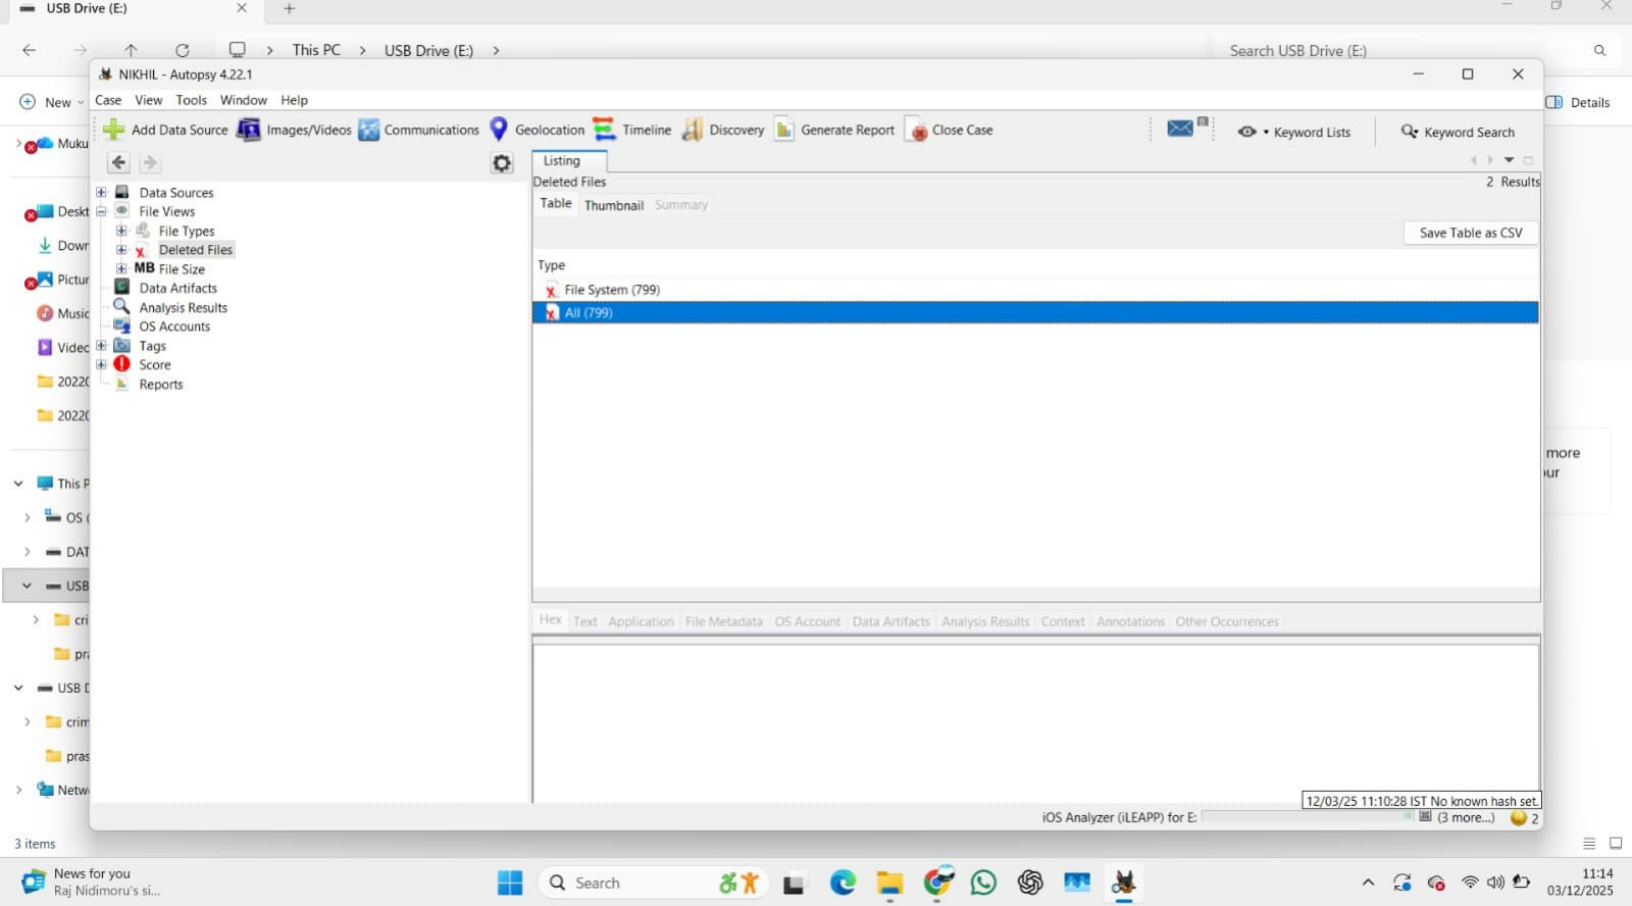 USB Drive (E:)
This PC > USB Drive (E:) >
Search USB Drive (E:)
NIKHIL - Autopsy 4.22.1
New
Case View Tools Window Help
Details
Add Data Source Images/Videos Communications Geolocation Timeline Discovery Generate Report Close Case
Keyword Lists Keyword Search
Muku
Listing
Deleted Files
2 Results
Data Sources
Table Thumbnail Summary
File Views
Deskt
File Types
Save Table as CSV
Deleted Files
Dow
MB File Size
Type
Pictur
Data Artifacts
File System (799)
Analysis Results
All (799)
Music
OS Accounts
Videc
Tags
Score
2022
Reports
2022
more
ur
This P
OS (
DAT
USB
cri
Hex Text Application File Metadata OS Account Data Artifacts Analysis Results Context Annotations Other Occurrences
pra
USB D
crim
pras
Netw
12/03/25 11:10:28 IST No known hash set.
iOS Analyzer (iLEAPP) for E:
(3 more...) 2
3 items
News for you
Raj Nidimoru's si...
Search
11:14
03/12/2025